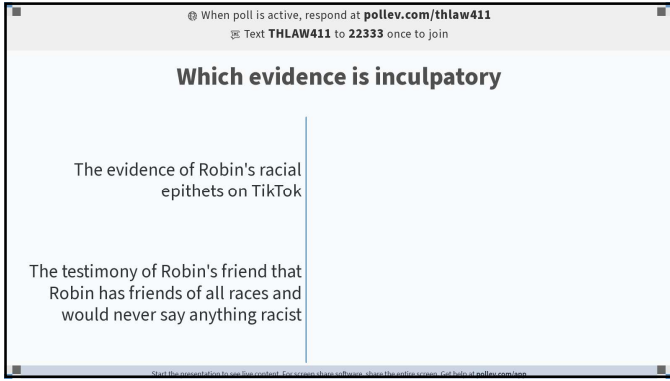 When poll is active, respond at pollev.com/thlaw411
Text THLAW411 to 22333 once to join
Which evidence is inculpatory
The evidence of Robin's racial
epithets on TikTok
The testimony of Robin's friend that
Robin has friends of all races and
would never say anything racist
Start the presentation to see live content. For screen share software, share the entire screen. Get help at pollev.com/app